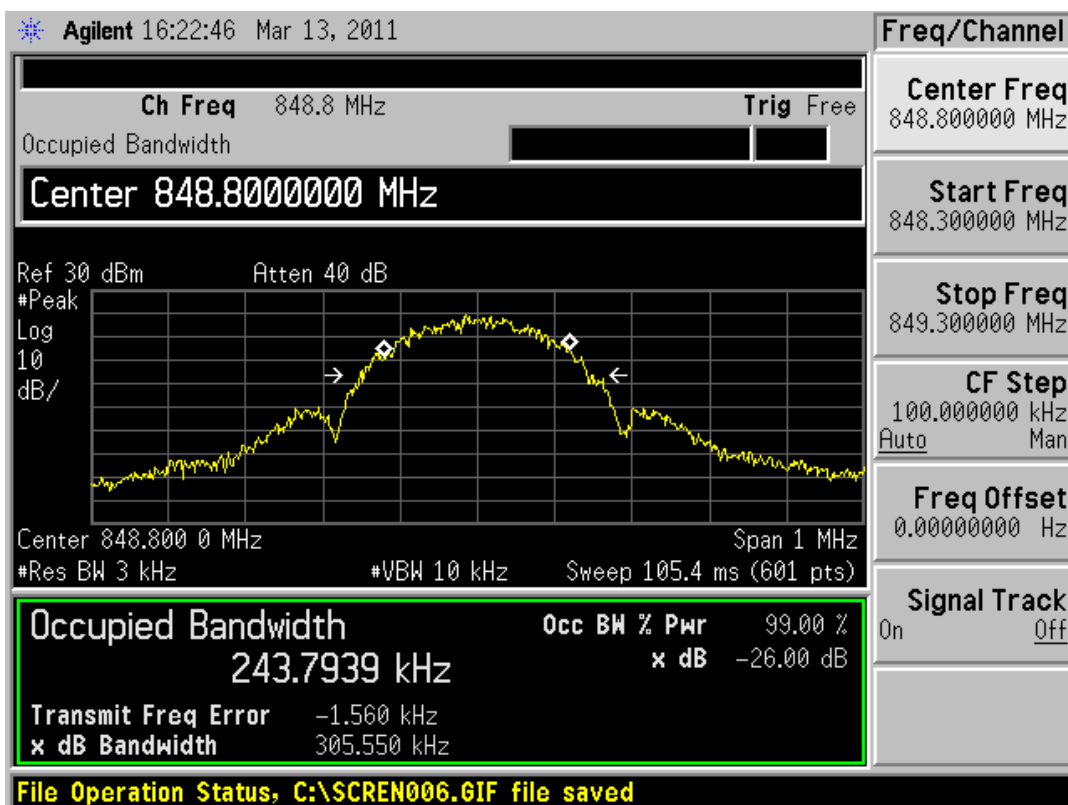 Agilent 16:22:46 Mar 13, 2011
Freq/Channel
Ch Freq 848.8 MHz
Trig Free
Occupied Bandwidth
Center 848.8000000 MHz
Ref 30 dBm
Atten 40 dB
#Peak
Log
10
dB/
Center 848.800 0 MHz
Span 1 MHz
#Res BW 3 kHz
#VBW 10 kHz
Sweep 105.4 ms (601 pts)
Occupied Bandwidth
243.7939 kHz
Occ BW % Pwr 99.00 %
x dB -26.00 dB
Transmit Freq Error -1.560 kHz
x dB Bandwidth 305.550 kHz
File Operation Status, C:\SCREN006.GIF file saved
Center Freq
848.800000 MHz
Start Freq
848.300000 MHz
Stop Freq
849.300000 MHz
CF Step
100.000000 kHz
Auto Man
Freq Offset
0.00000000 Hz
Signal Track
On Off